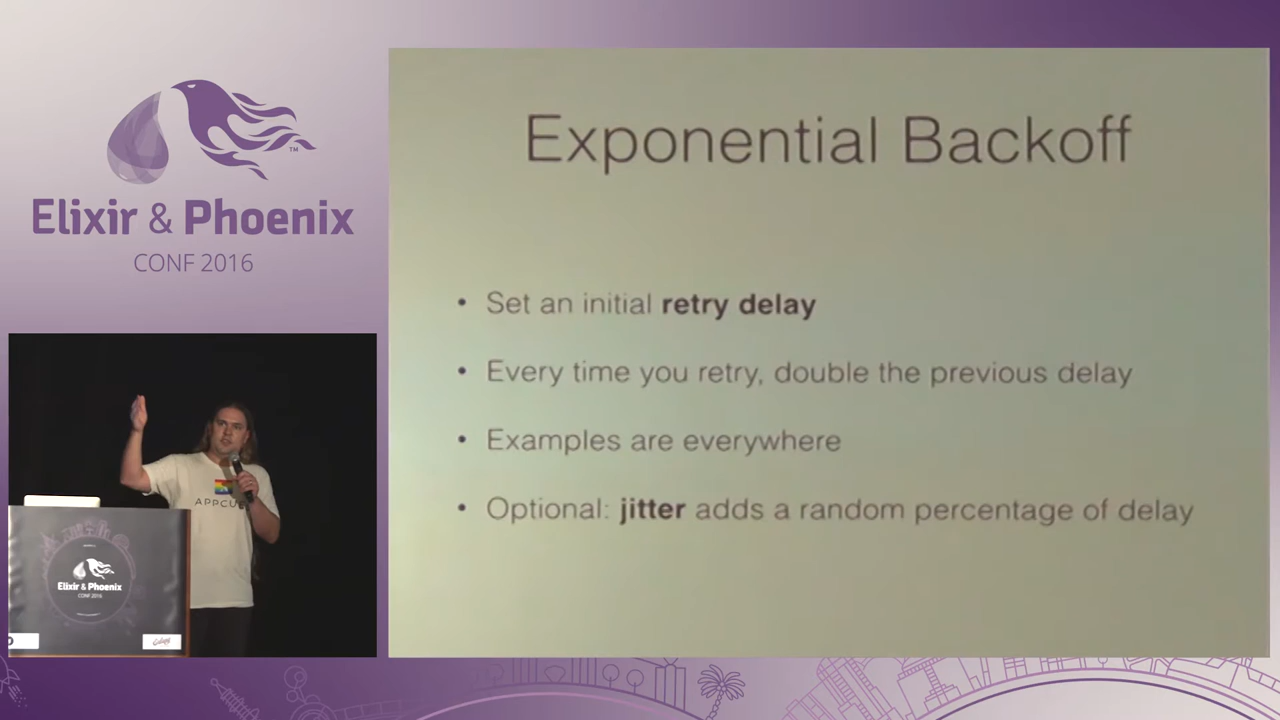 Elixir & Phoenix
CONF 2016
TM
Exponential Backoff
• Set an initial retry delay
• Every time you retry, double the previous delay
• Examples are everywhere
• Optional: jitter adds a random percentage of delay
Elixir & Phoenix
CONF 2016